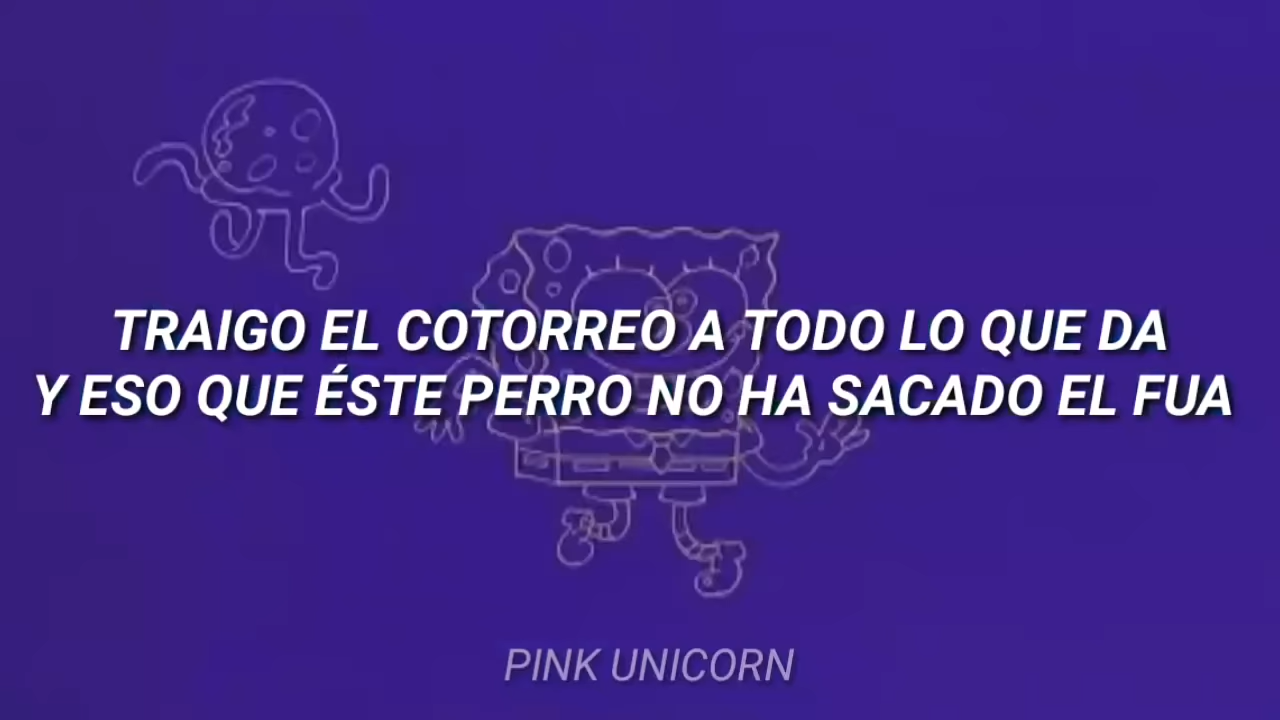 TRAIGO EL COTORREO A TODO LO QUE DA
Y ESO QUE ÉSTE PERRO NO HA SACADO EL FUA
PINK UNICORN